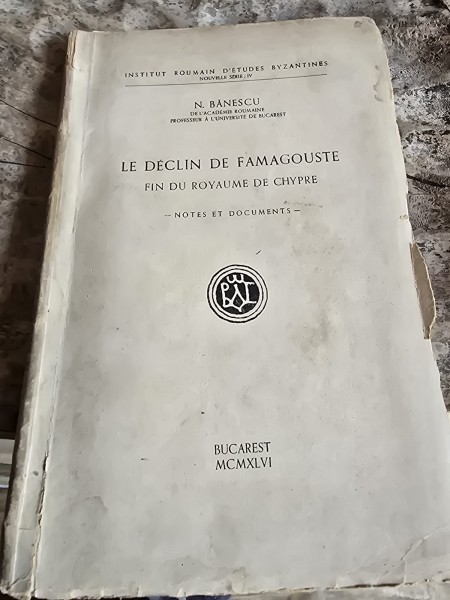 INSTITUT ROUMAIN D'ÉTUDES BYZANTINES
NOUVELLE SÉRIE, IV
N. BĂNESCU
DE L'ACADÉMIE ROUMAINE
PROFESSEUR À L'UNIVERSITÉ DE BUCAREST
LE DÉCLIN DE FAMAGOUSTE
FIN DU ROYAUME DE CHYPRE
— NOTES ET DOCUMENTS —
BUCAREST
MCMXLVI